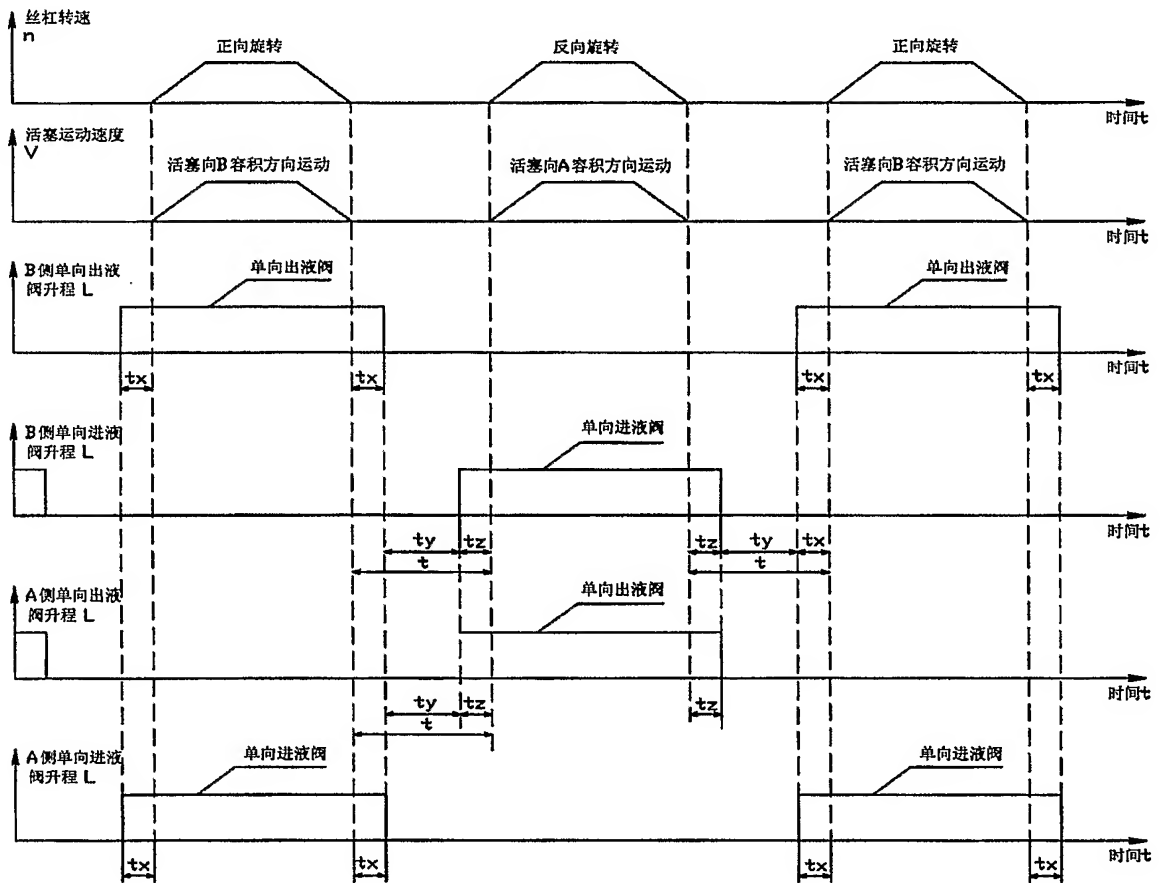 丝杠转速
n
正向旋转
反向旋转
正向旋转
时间t
活塞运动速度
V
活塞向B容积方向运动
活塞向A容积方向运动
活塞向B容积方向运动
时间t
B侧单向出液
阀升程 L
单向出液阀
单向出液阀
时间t
tx
tx
tx
tx
B侧单向进液
阀升程 L
单向进液阀
时间t
ty
tz
tz
ty
tx
t
t
A侧单向出液
阀升程 L
单向出液阀
时间t
ty
tz
tz
t
A侧单向进液
阀升程 L
单向进液阀
单向进液阀
时间t
tx
tx
tx
tx